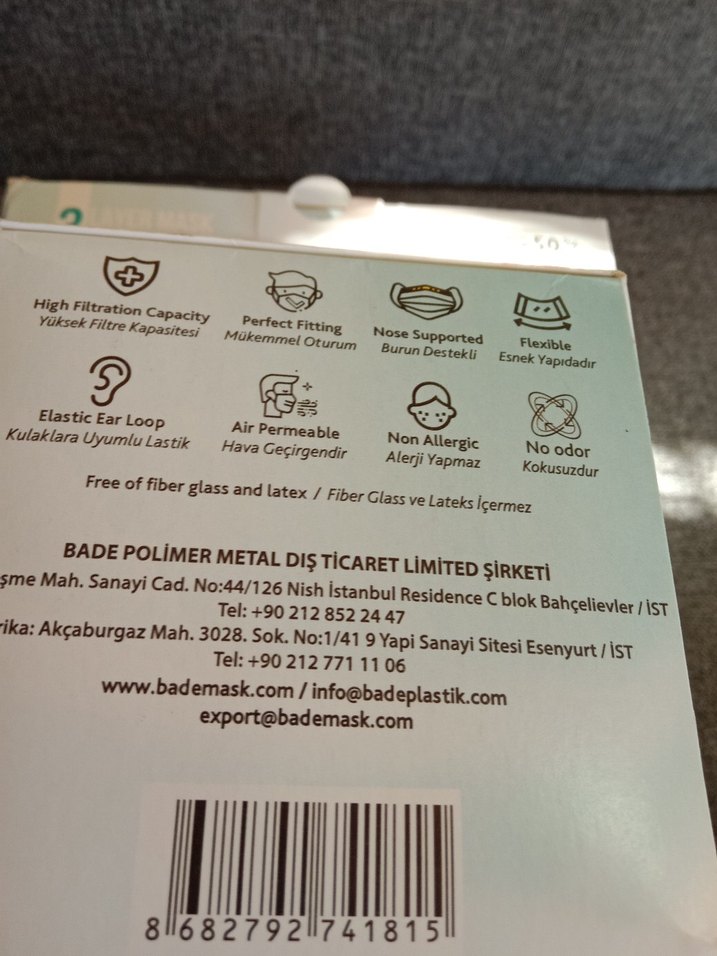 LAYER MASK
High Filtration Capacity
Yüksek Filtre Kapasitesi
Perfect Fitting
Mükemmel Oturum
Nose Supported
Burun Destekli
Flexible
Esnek Yapıdadır
Elastic Ear Loop
Kulaklara Uyumlu Lastik
Air Permeable
Hava Geçirgendir
Non Allergic
Alerji Yapmaz
No odor
Kokusuzdur
Free of fiber glass and latex / Fiber Glass ve Lateks İçermez
BADE POLİMER METAL DIŞ TİCARET LİMİTED ŞİRKETİ
şme Mah. Sanayi Cad. No:44/126 Nish İstanbul Residence C blok Bahçelievler / İST
Tel: +90 212 852 24 47
rika: Akçaburgaz Mah. 3028. Sok. No:1/41 9 Yapi Sanayi Sitesi Esenyurt / İST
Tel: +90 212 771 11 06
www.bademask.com / info@badeplastik.com
export@bademask.com
8 682792 741815